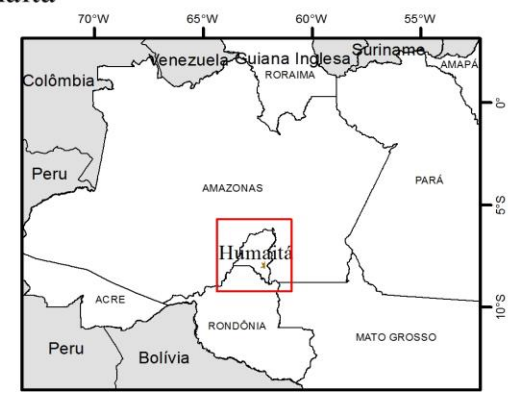 70°W 65°W 60°W 55°W
Venezuela Guiana Inglesa Suriname
Colômbia RORAIMA AMAPÁ
0°
Peru
AMAZONAS PARÁ
5°S
Humaitá
ACRE
10°S
RONDÔNIA MATO GROSSO
Peru Bolívia